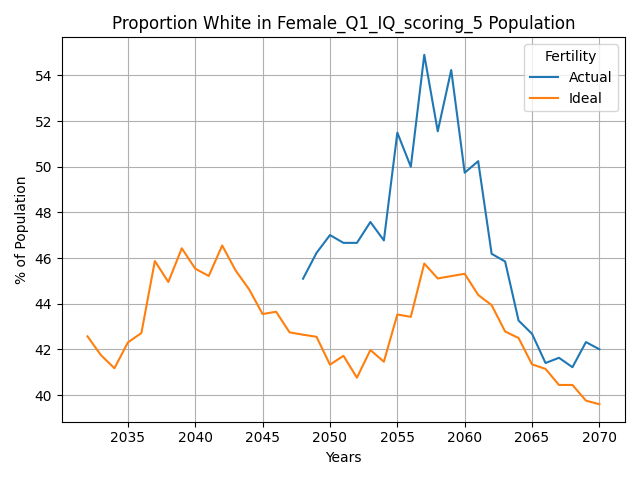 Proportion White in Female_Q1_IQ_scoring_5 Population
Fertility
Actual
Ideal
% of Population
54
52
50
48
46
44
42
40
2035 2040 2045 2050 2055 2060 2065 2070
Years